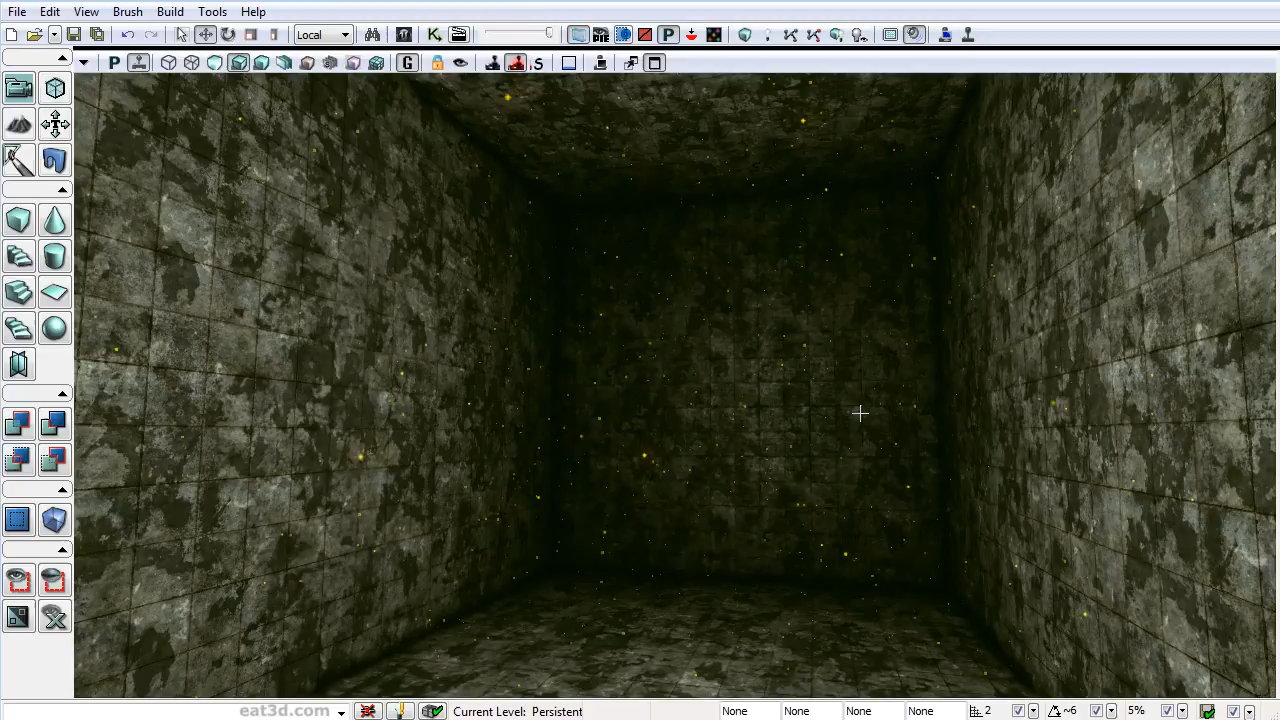 File Edit View Brush Build Tools Help
Local K P
P G S
eat3d.com Current Level: Persistent None None None None 2 ~6 5%